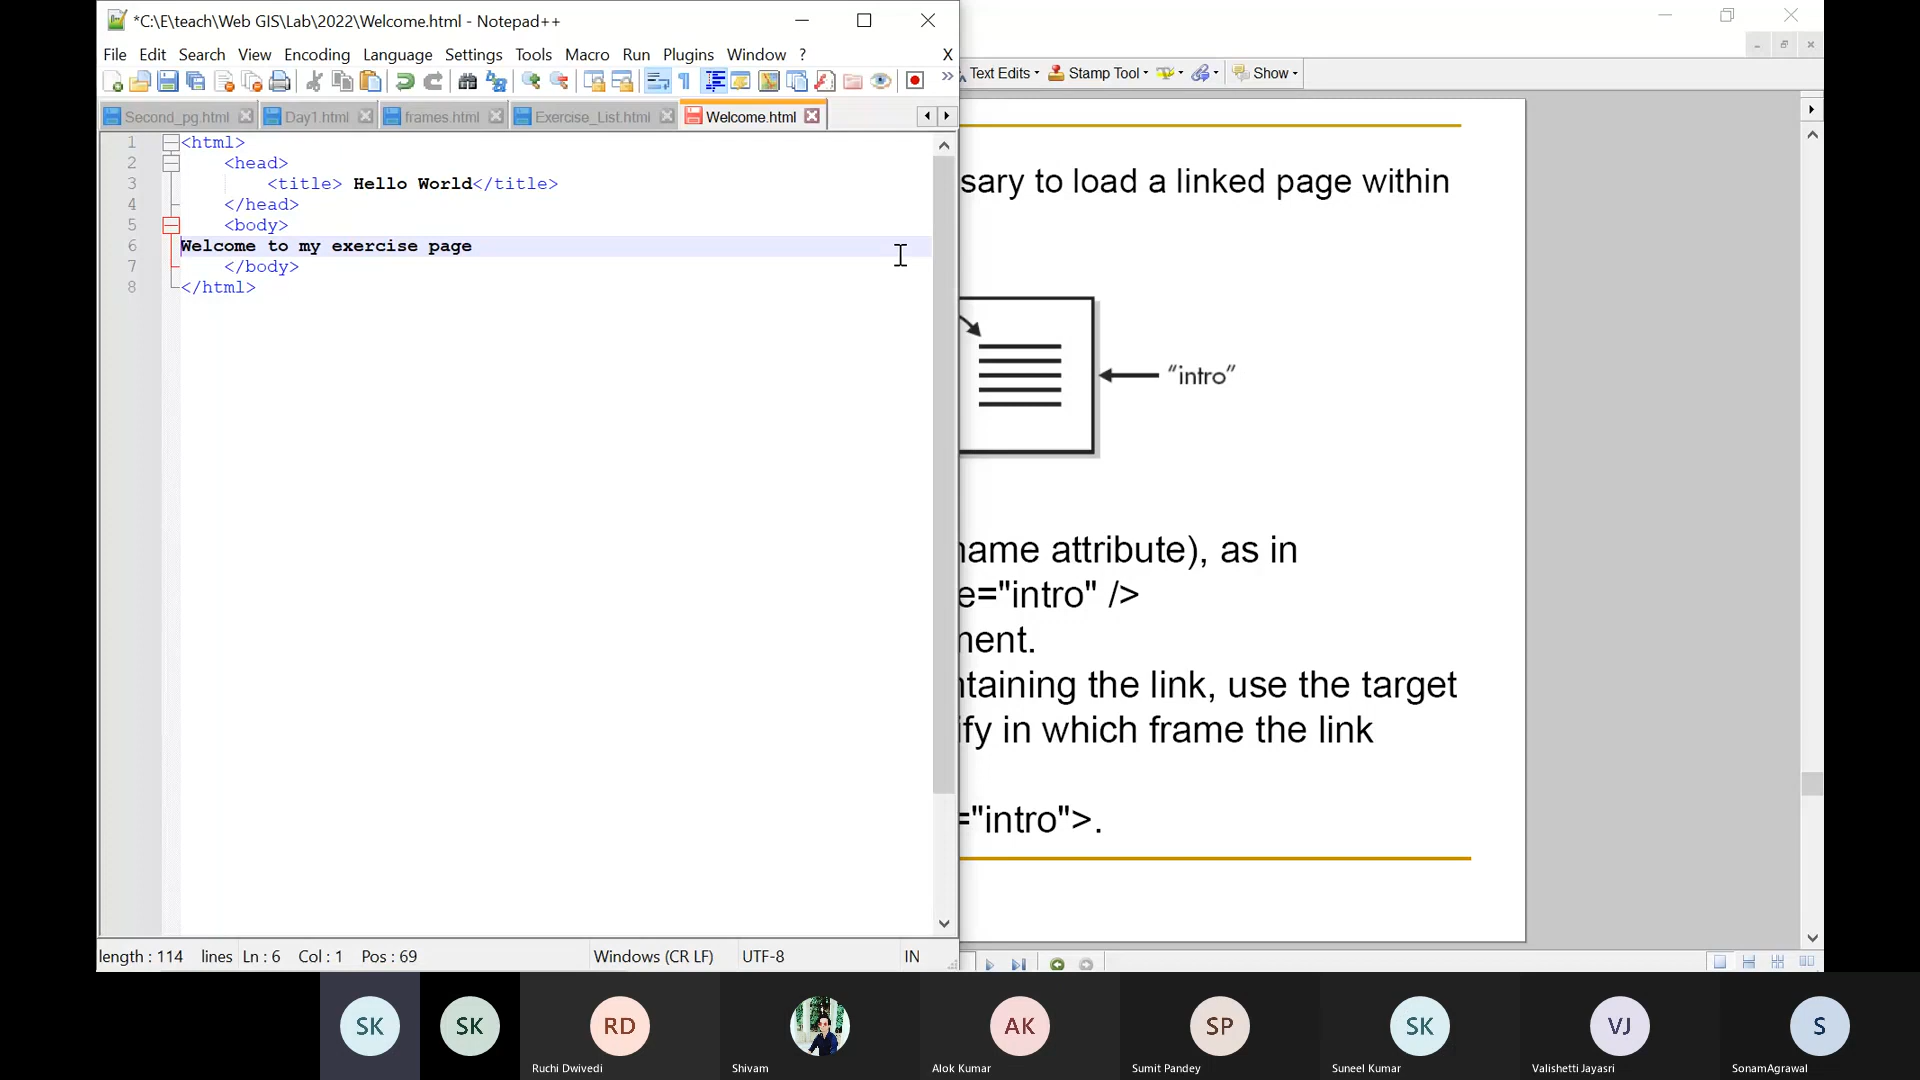 *C:\E\teach\Web GIS\Lab\2022\Welcome.html - Notepad++
File Edit Search View Encoding Language Settings Tools Macro Run Plugins Window ? X
Text Edits Stamp Tool Show
Second_pg.html Day1.html frames.html Exercise_List.html Welcome.html
1 <html>
2 <head>
3 <title> Hello World</title>
4 </head>
5 <body>
6 Welcome to my exercise page
7 </body>
8 </html>
sary to load a linked page within
"intro"
ame attribute), as in
e="intro" />
ment.
ntaining the link, use the target
ify in which frame the link
="intro">.
length : 114 lines Ln : 6 Col : 1 Pos : 69 Windows (CR LF) UTF-8 IN
SK SK RD AK SP SK VJ S
Ruchi Dwivedi Shivam Alok Kumar Sumit Pandey Suneel Kumar Valishetti Jayasri SonamAgrawal